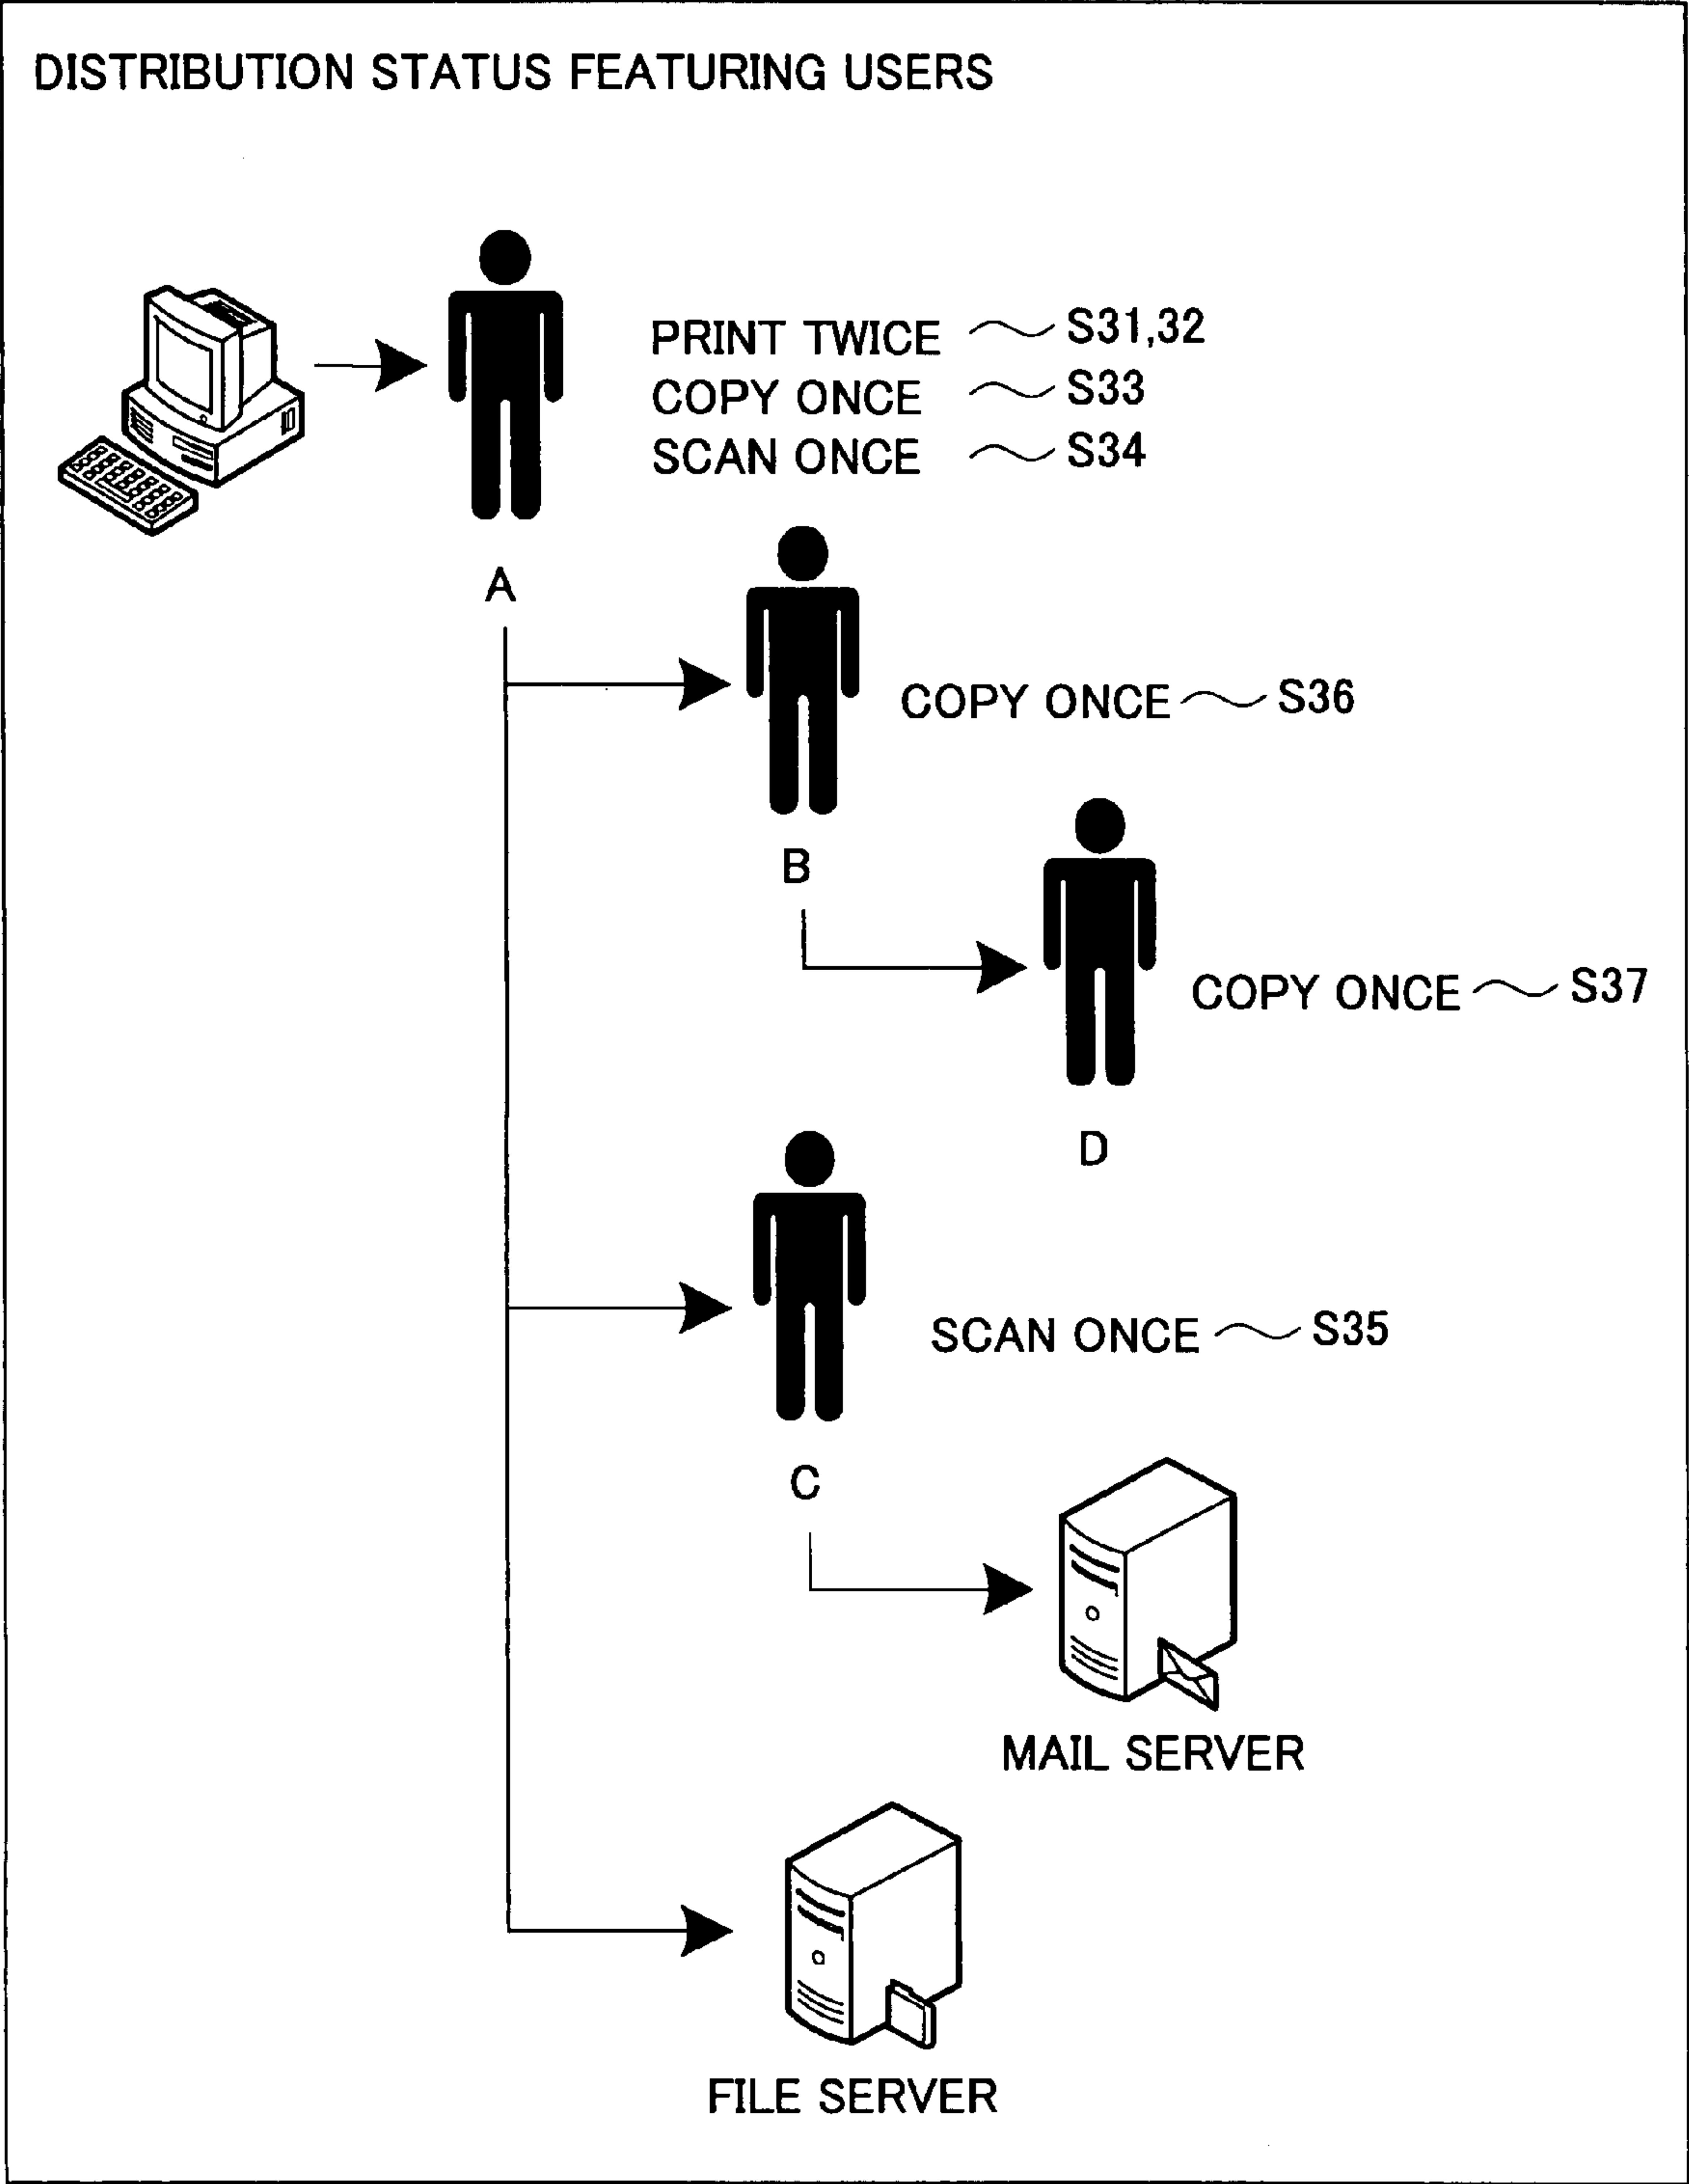 DISTRIBUTION STATUS FEATURING USERS
PRINT TWICE S31,32
COPY ONCE S33
SCAN ONCE S34
A
COPY ONCE S36
B
COPY ONCE S37
D
SCAN ONCE S35
C
MAIL SERVER
FILE SERVER